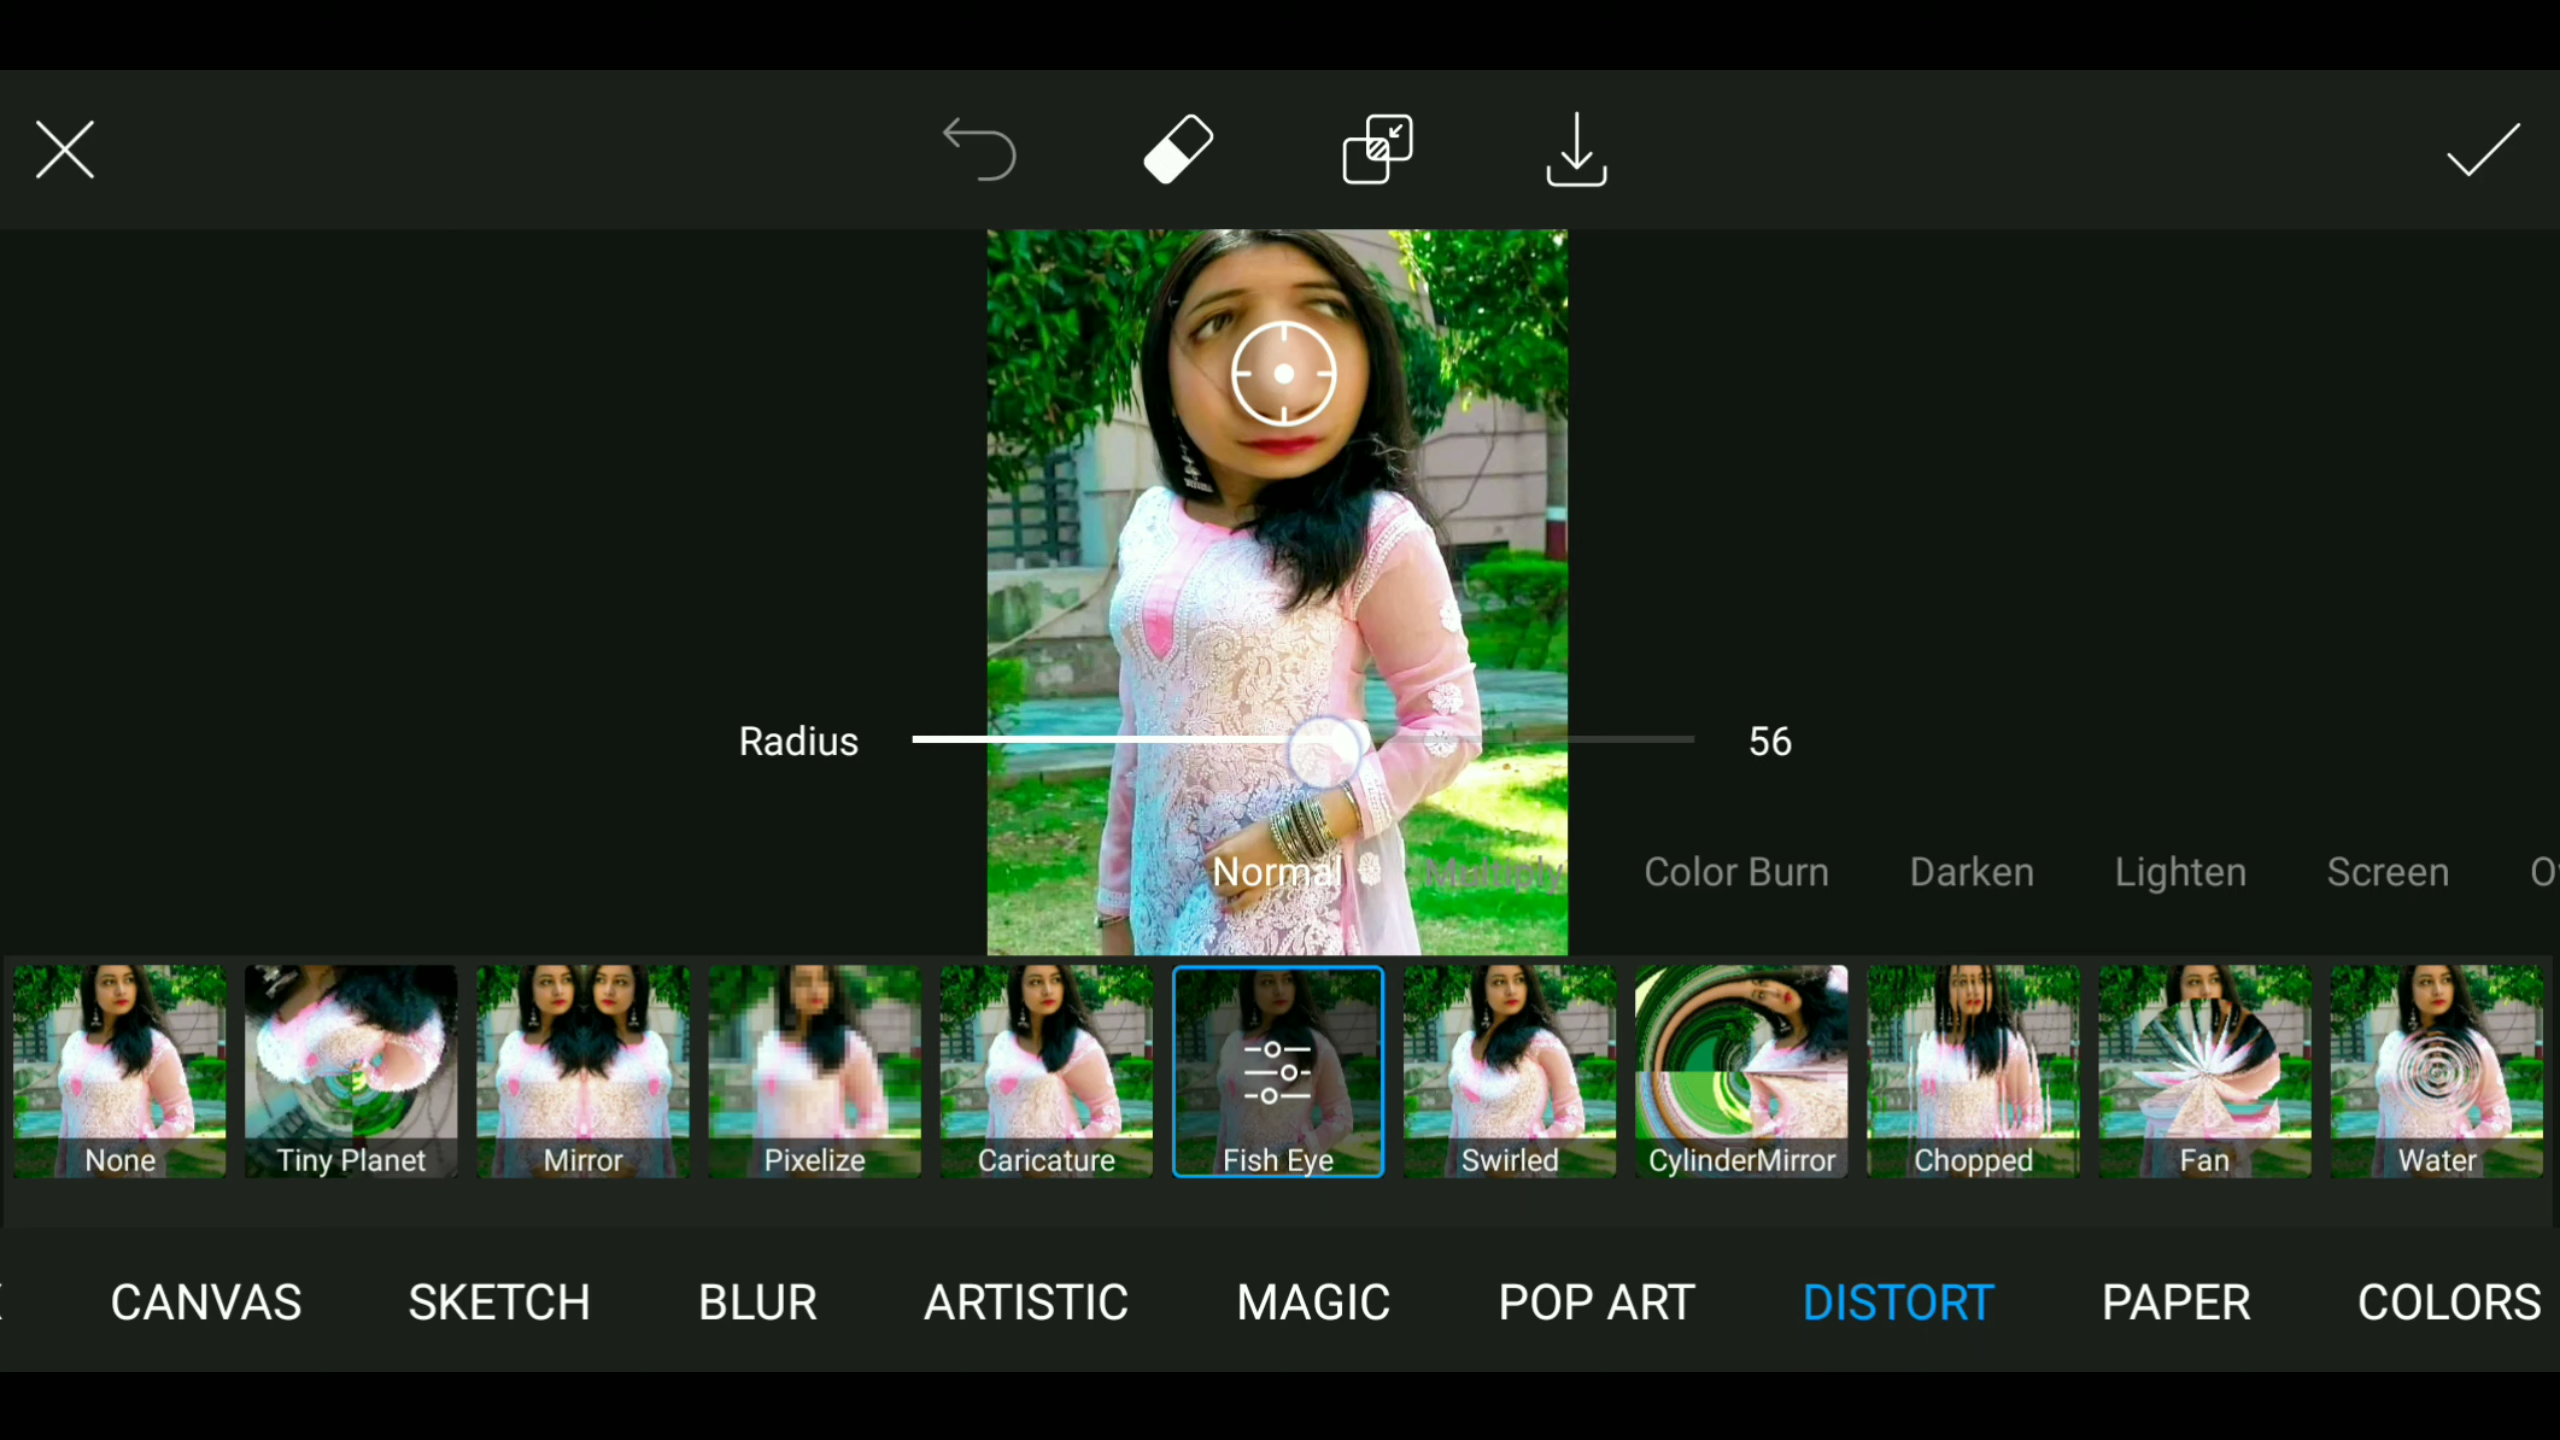 Radius 56
Normal Multiply Color Burn Darken Lighten Screen
None Tiny Planet Mirror Pixelize Caricature Fish Eye Swirled CylinderMirror Chopped Fan Water
CANVAS SKETCH BLUR ARTISTIC MAGIC POP ART DISTORT PAPER COLORS